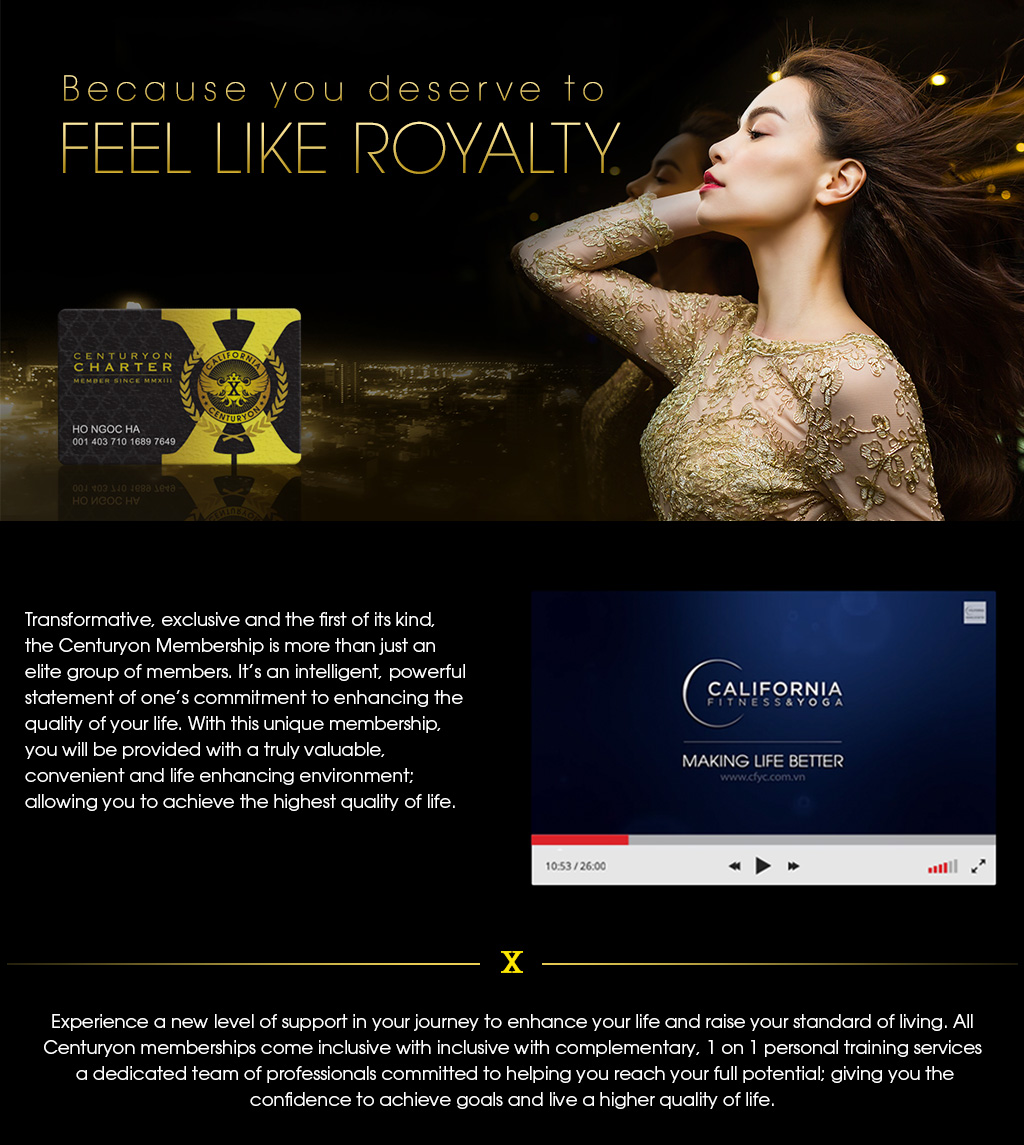 Because you deserve to
FEEL LIKE ROYALTY
CENTURYON
CHARTER
MEMBER SINCE MMXIII
HO NGOC HA
001 403 710 1689 7649
CALIFORNIA
X
CENTURYON
Transformative, exclusive and the first of its kind,
the Centuryon Membership is more than just an
elite group of members. It’s an intelligent, powerful
statement of one’s commitment to enhancing the
quality of your life. With this unique membership,
you will be provided with a truly valuable,
convenient and life enhancing environment;
allowing you to achieve the highest quality of life.
CALIFORNIA
FITNESS&YOGA
MAKING LIFE BETTER
www.cfyc.com.vn
10:53 / 26:00
X
Experience a new level of support in your journey to enhance your life and raise your standard of living. All
Centuryon memberships come inclusive with inclusive with complementary, 1 on 1 personal training services
a dedicated team of professionals committed to helping you reach your full potential; giving you the
confidence to achieve goals and live a higher quality of life.